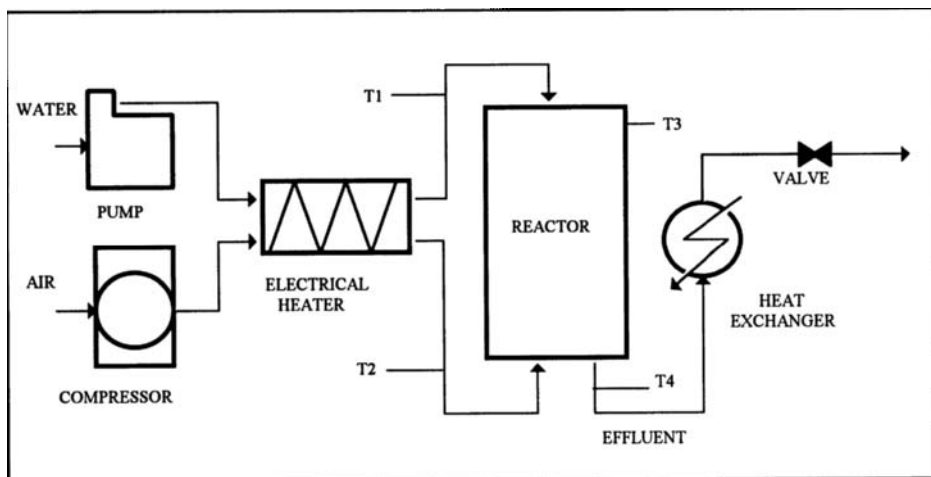 WATER
PUMP
AIR
COMPRESSOR
ELECTRICAL
HEATER
T1
T2
REACTOR
T3
T4
EFFLUENT
VALVE
HEAT
EXCHANGER